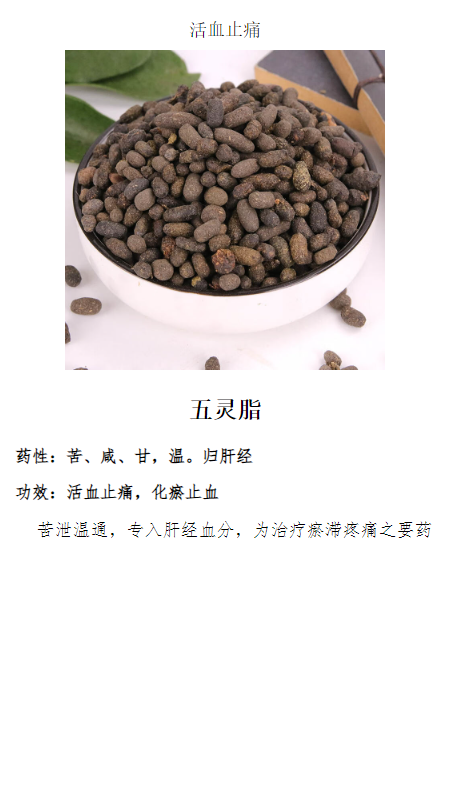 活血止痛
五灵脂
药性：苦、咸、甘，温。归肝经
功效：活血止痛，化瘀止血
苦泄温通，专入肝经血分，为治疗瘀滞疼痛之要药